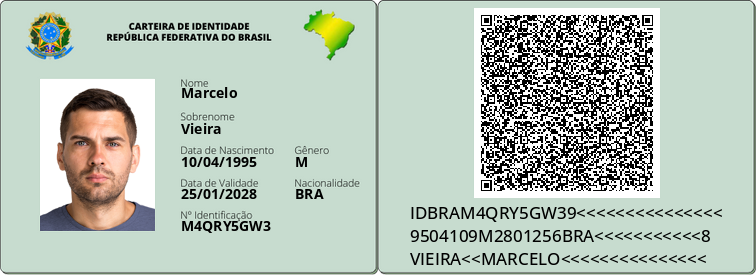 CARTEIRA DE IDENTIDADE
REPÚBLICA FEDERATIVA DO BRASIL
Nome
Marcelo
Sobrenome
Vieira
Data de Nascimento Gênero
10/04/1995 M
Data de Validade Nacionalidade
25/01/2028 BRA
Nº Identificação
M4QRY5GW3
IDBRAM4QRY5GW39<<<<<<<<<<<<<<<
9504109M2801256BRA<<<<<<<<<<<8
VIEIRA<<MARCELO<<<<<<<<<<<<<<<